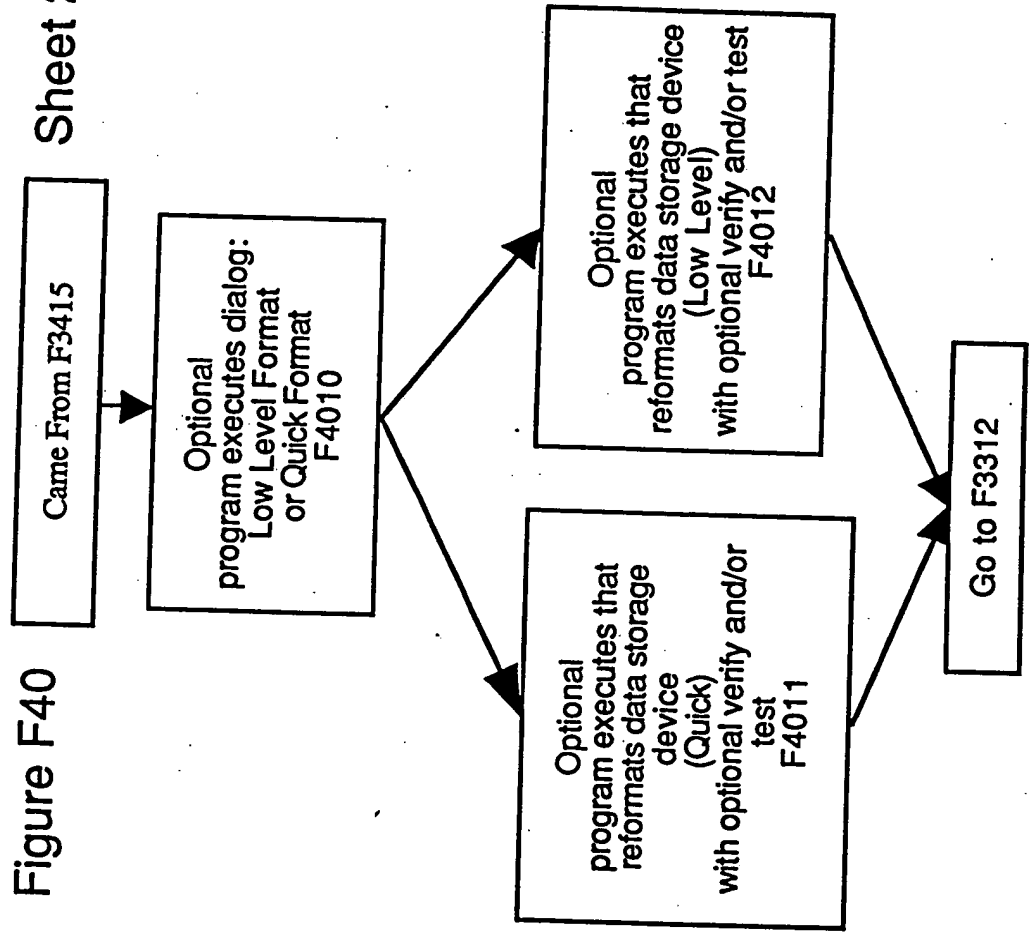 Figure F40
Sheet
Came From F3415
Optional
program executes dialog:
Low Level Format
or Quick Format
F4010
Optional
program executes that
reformats data storage
device
(Quick)
with optional verify and/or
test
F4011
Optional
program executes that
reformats data storage device
(Low Level)
with optional verify and/or test
F4012
Go to F3312